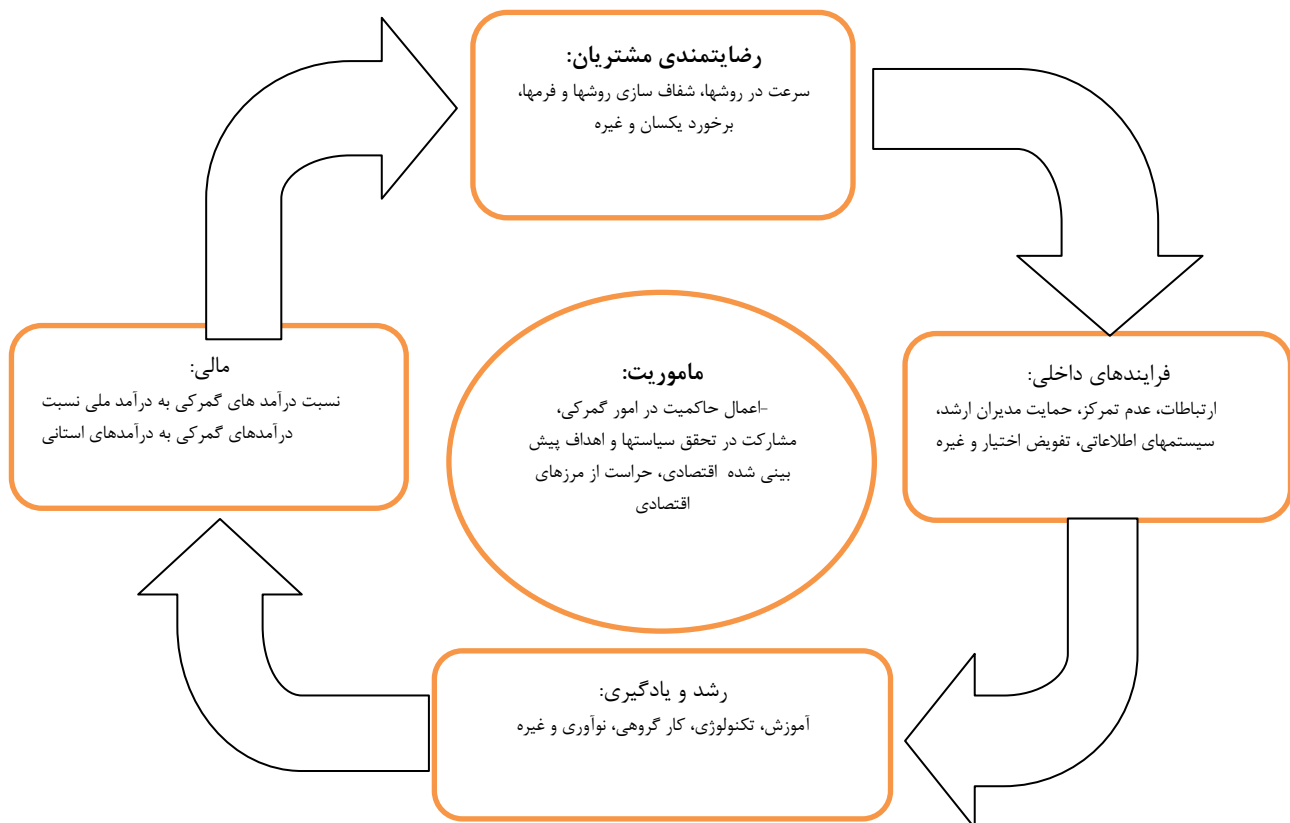 رضایتمندی مشتریان:
سرعت در روشها، شفاف سازی روشها و فرمها،
برخورد یکسان و غیره
فرایندهای داخلی:
ارتباطات، عدم تمرکز، حمایت مدیران ارشد،
سیستمهای اطلاعاتی، تفویض اختیار و غیره
مالی:
نسبت درآمد های گمرکی به درآمد ملی نسبت
درآمدهای گمرکی به درآمدهای استانی
ماموریت:
-اعمال حاکمیت در امور گمرکی،
مشارکت در تحقق سیاستها و اهداف پیش
بینی شده اقتصادی، حراست از مرزهای
اقتصادی
رشد و یادگیری:
آموزش، تکنولوژی، کار گروهی، نوآوری و غیره